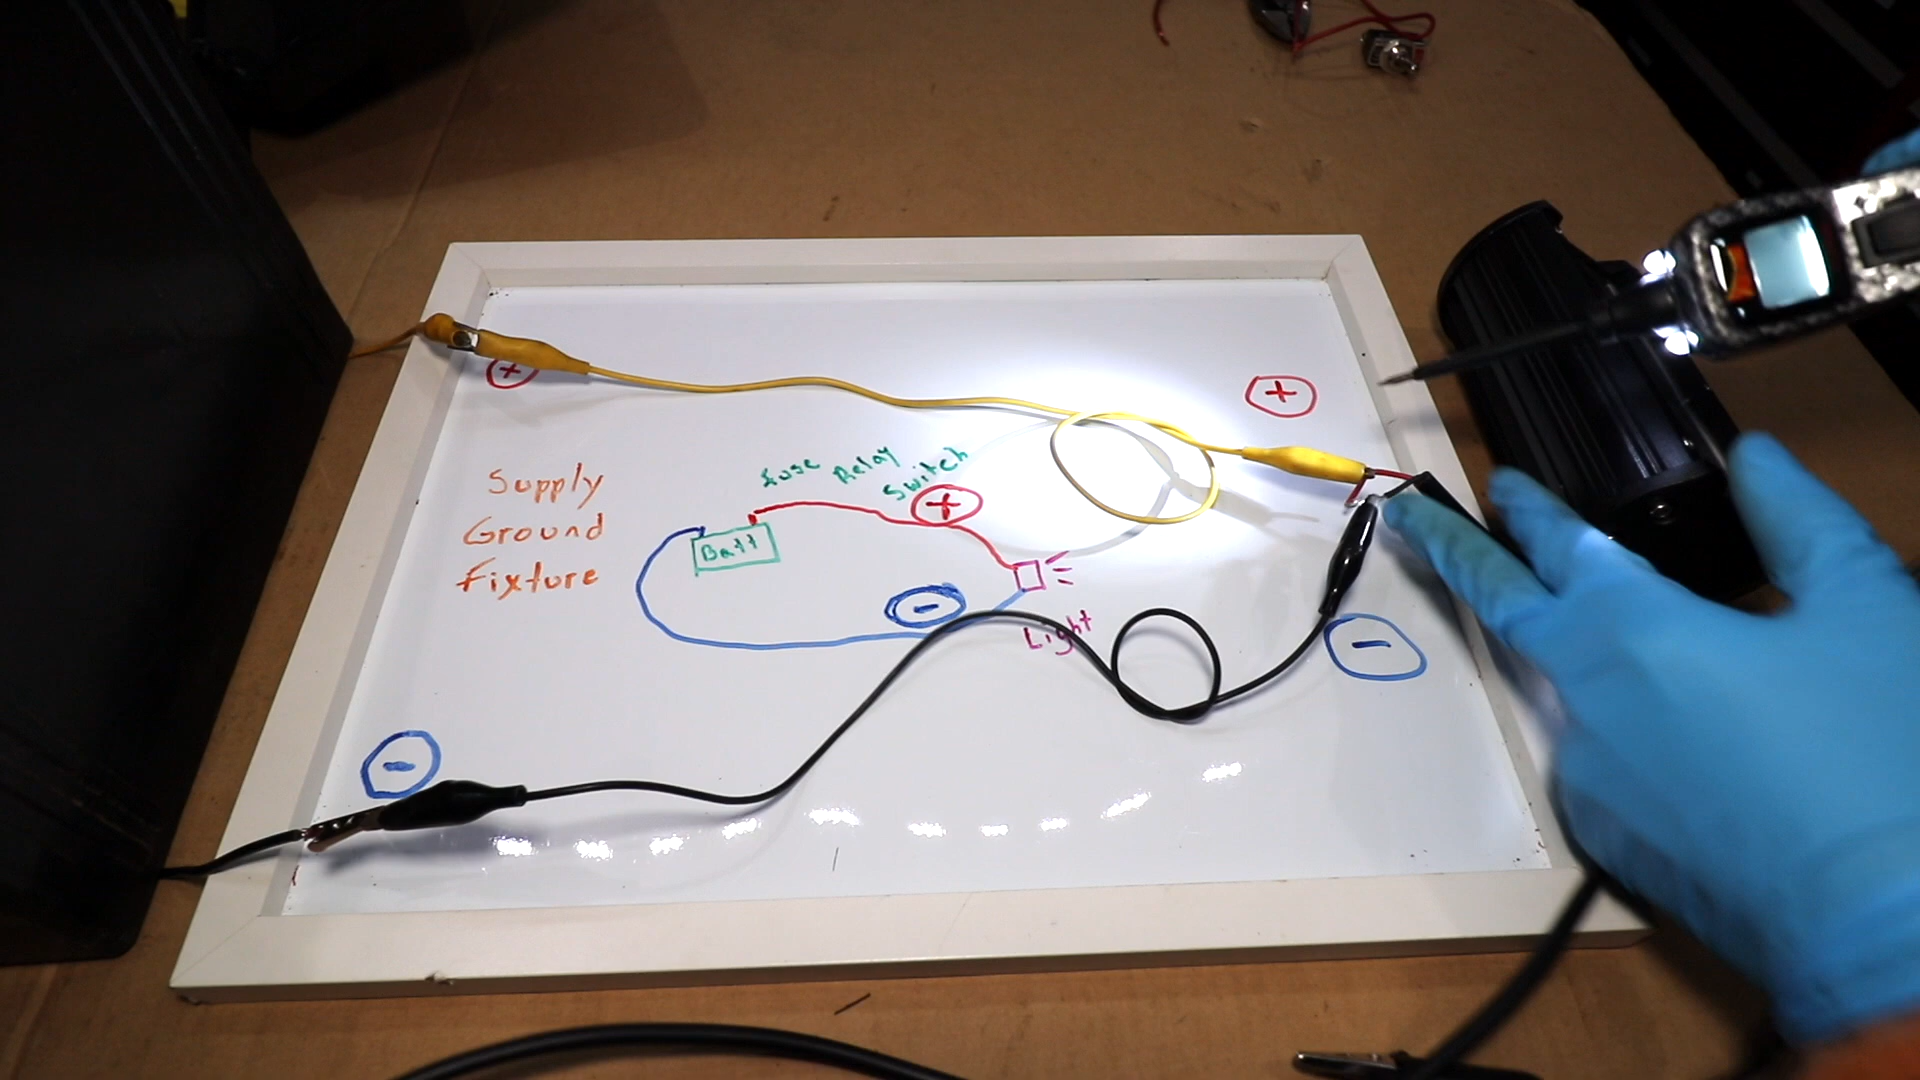 +
+
Fuse Relay Switch
+
Supply
Ground
Fixture
Batt
-
Light
-
-